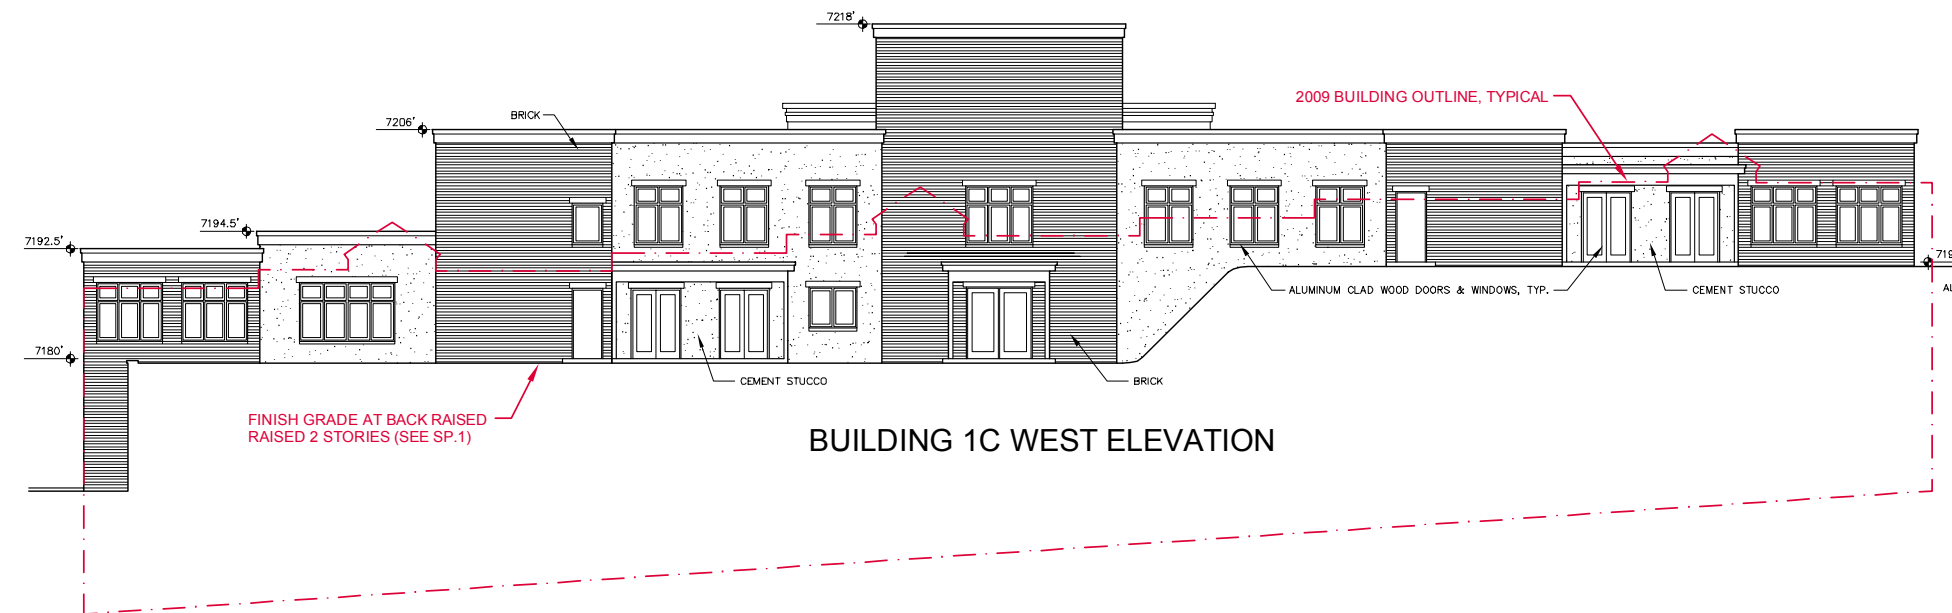 7218'
2009 BUILDING OUTLINE, TYPICAL
BRICK
7206'
7194.5'
7192.5'
ALUMINUM CLAD WOOD DOORS & WINDOWS, TYP.
CEMENT STUCCO
7180'
CEMENT STUCCO
BRICK
FINISH GRADE AT BACK RAISED
RAISED 2 STORIES (SEE SP.1)
BUILDING 1C WEST ELEVATION